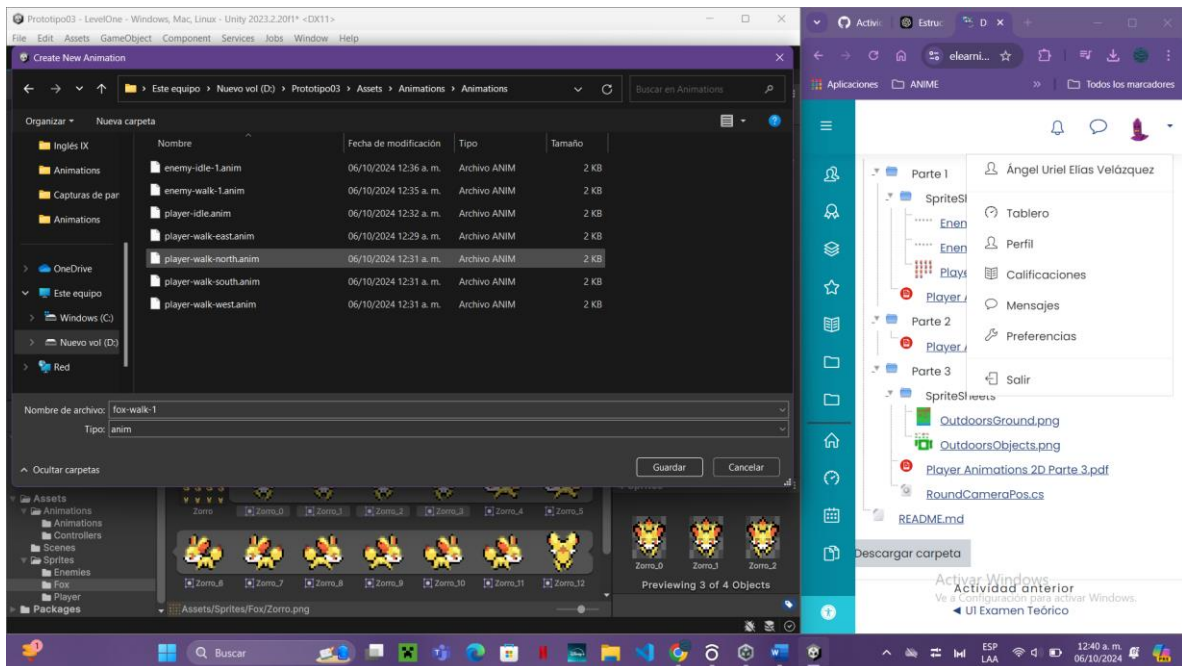 Prototipo03 - LevelOne - Windows, Mac, Linux - Unity 2023.2.20f1* <DX11>
File Edit Assets GameObject Component Services Jobs Window Help
Create New Animation
Este equipo > Nuevo vol (D:) > Prototipo03 > Assets > Animations > Animations
Buscar en Animations
Organizar Nueva carpeta
Inglés IX
Animations
Capturas de par
Animations
OneDrive
Este equipo
Windows (C:)
Nuevo vol (D:)
Red
Nombre Fecha de modificación Tipo Tamaño
enemy-idle-1.anim 06/10/2024 12:36 a. m. Archivo ANIM 2 KB
enemy-walk-1.anim 06/10/2024 12:35 a. m. Archivo ANIM 2 KB
player-idle.anim 06/10/2024 12:32 a. m. Archivo ANIM 2 KB
player-walk-east.anim 06/10/2024 12:29 a. m. Archivo ANIM 2 KB
player-walk-north.anim 06/10/2024 12:31 a. m. Archivo ANIM 2 KB
player-walk-south.anim 06/10/2024 12:31 a. m. Archivo ANIM 2 KB
player-walk-west.anim 06/10/2024 12:31 a. m. Archivo ANIM 2 KB
Nombre de archivo: fox-walk-1
Tipo: anim
Ocultar carpetas
Guardar Cancelar
Assets
Animations
Animations
Controllers
Scenes
Sprites
Enemies
Fox
Player
Packages
Zorro Zorro_0 Zorro_1 Zorro_2 Zorro_3 Zorro_4 Zorro_5
Zorro_6 Zorro_7 Zorro_8 Zorro_9 Zorro_10 Zorro_11 Zorro_12
Assets/Sprites/Fox/Zorro.png
Zorro_0 Zorro_1 Zorro_2
Previewing 3 of 4 Objects
Activic Estruc D
elearni...
Aplicaciones ANIME >> Todos los marcadores
Parte 1
SpriteSl
Enen
Enen
Playe
Player A
Parte 2
Player A
Parte 3
SpriteSheets
OutdoorsGround.png
OutdoorsObjects.png
Player Animations 2D Parte 3.pdf
RoundCameraPos.cs
README.md
Ángel Uriel Elías Velázquez
Tablero
Perfil
Calificaciones
Mensajes
Preferencias
Salir
Descargar carpeta
Activar Windows
Ve a Configuración para activar Windows.
Actividad anterior
◄ U1 Examen Teórico
Buscar
ESP
LAA
12:40 a. m.
06/10/2024